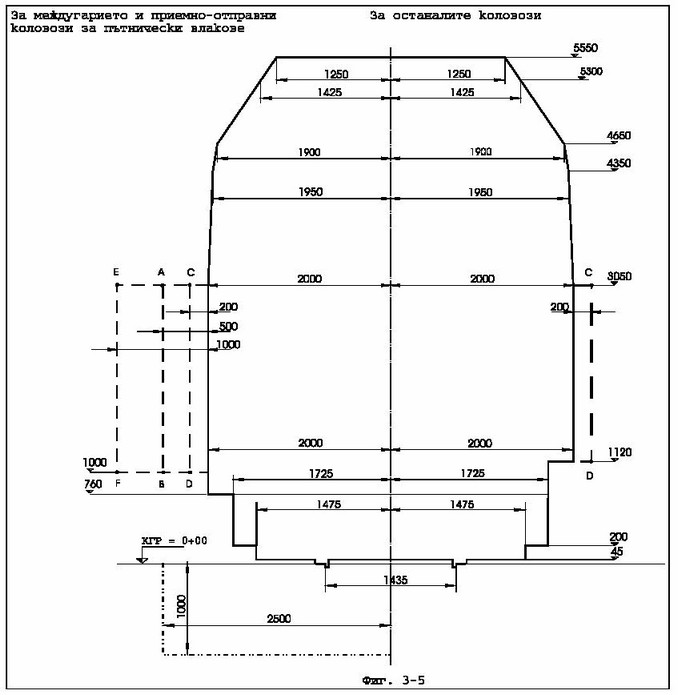 За междугарието и приемно-отправни
коловози за пътнически влакове
За останалите коловози
5550
1250 1250
5300
1425 1425
4650
1900 1900
4350
1950 1950
E A C
2000 2000
C
3050
200
200
500
1000
2000 2000
1120
1000
1725 1725
F B D
D
760
1475 1475
КГР = 0+00
200
45
1435
1000
2500
Фиг. 3-5